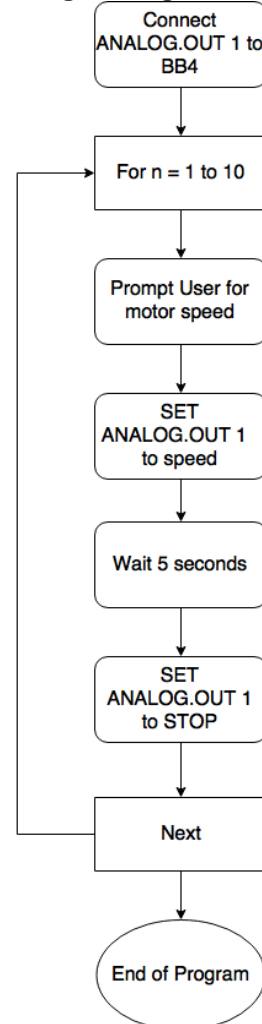 Connect
ANALOG.OUT 1 to
BB4
For n = 1 to 10
Prompt User for
motor speed
SET
ANALOG.OUT 1
to speed
Wait 5 seconds
SET
ANALOG.OUT 1
to STOP
Next
End of Program